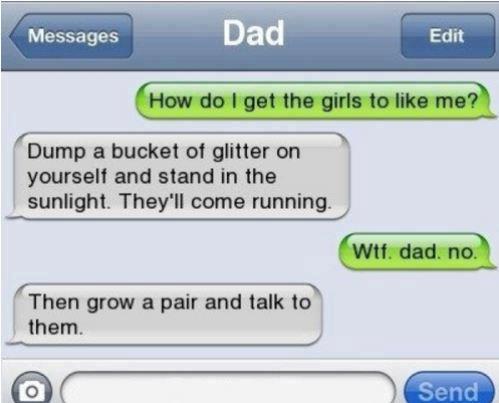 Messages Dad Edit
How do I get the girls to like me?
Dump a bucket of glitter on
yourself and stand in the
sunlight. They'll come running.
Wtf. dad. no.
Then grow a pair and talk to
them.
Send